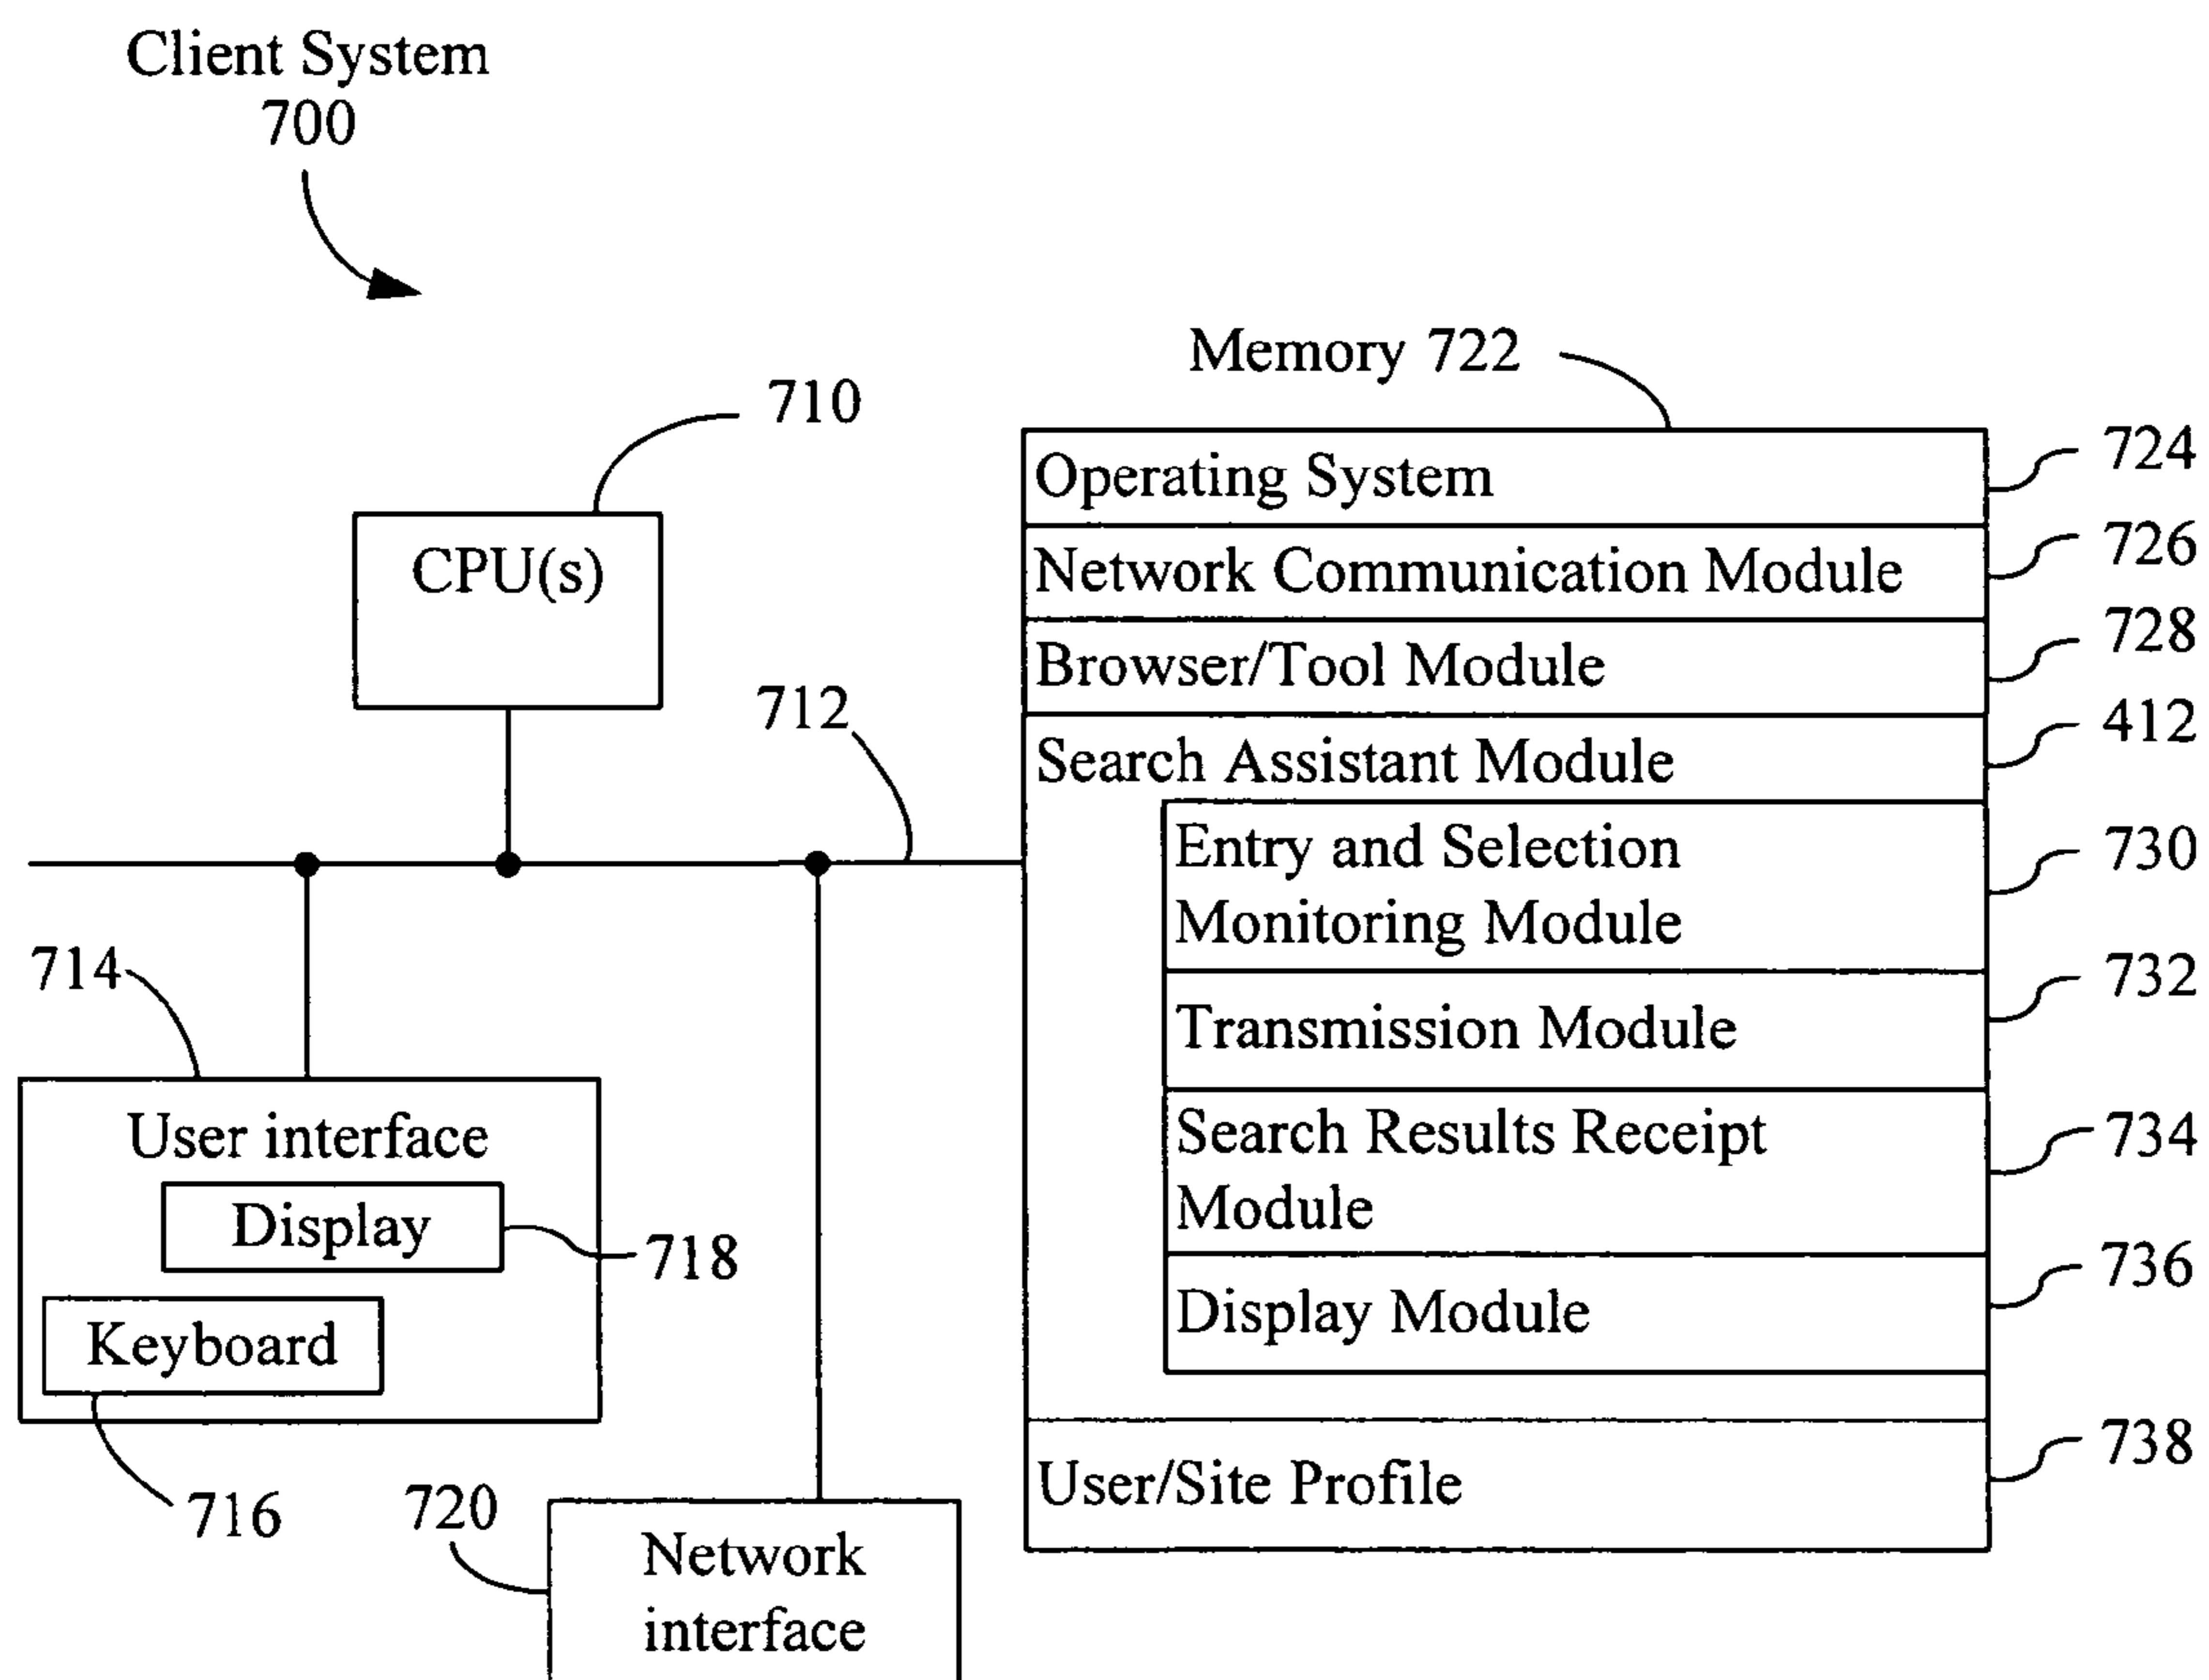 Client System
700
Memory 722
710
724
Operating System
CPU(s)
726
Network Communication Module
728
Browser/Tool Module
712
412
Search Assistant Module
730
Entry and Selection
Monitoring Module
732
Transmission Module
714
User interface
Display
718
Keyboard
716
734
Search Results Receipt
Module
736
Display Module
738
User/Site Profile
720
Network
interface